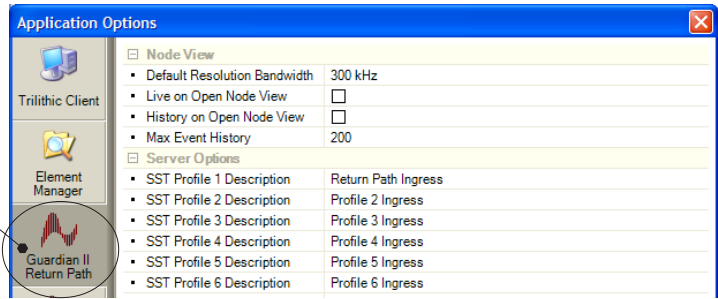 Application Options
Trilithic Client
Element
Manager
Guardian II
Return Path
Node View
Default Resolution Bandwidth 300 kHz
Live on Open Node View
History on Open Node View
Max Event History 200
Server Options
SST Profile 1 Description Return Path Ingress
SST Profile 2 Description Profile 2 Ingress
SST Profile 3 Description Profile 3 Ingress
SST Profile 4 Description Profile 4 Ingress
SST Profile 5 Description Profile 5 Ingress
SST Profile 6 Description Profile 6 Ingress